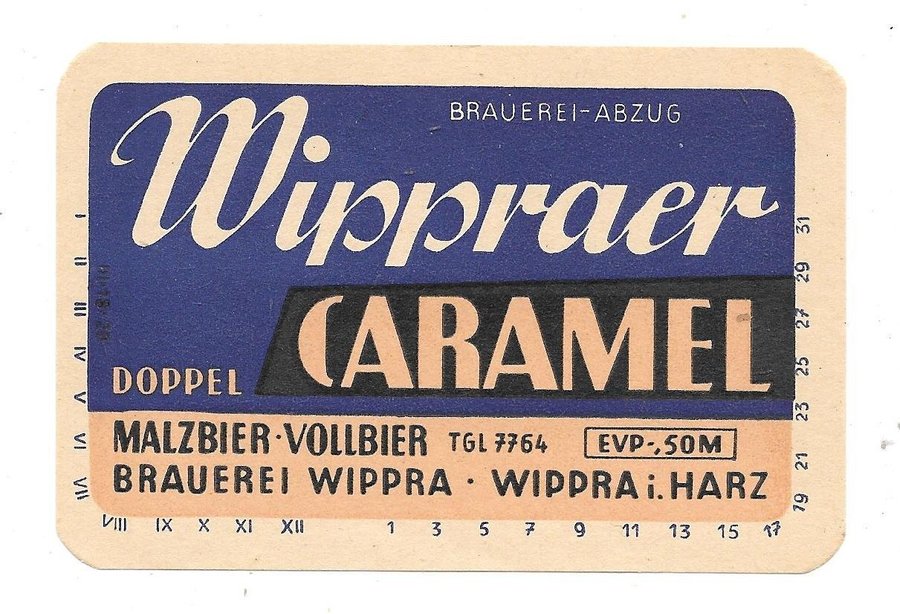 BRAUEREI-ABZUG
Wippraer
CARAMEL
DOPPEL
MALZBIER · VOLLBIER TGL 7764 EVP-,50M
BRAUEREI WIPPRA · WIPPRA i. HARZ
I
II
III
IV
V
VI
VII
VIII IX X XI XII 1 3 5 7 9 11 13 15 17
19
21
23
25
27
29
31